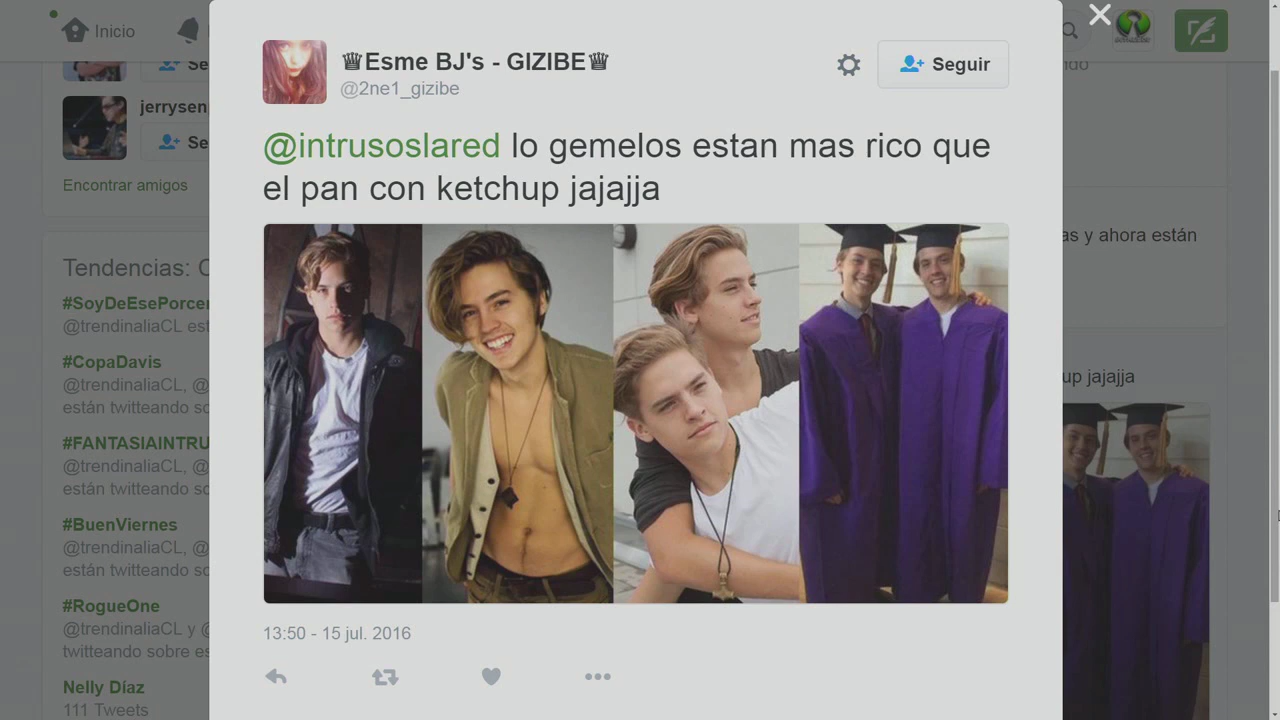 Inicio
♛Esme BJ's - GIZIBE♛
@2ne1_gizibe
Seguir
@intrusoslared lo gemelos estan mas rico que
el pan con ketchup jajajja
13:50 - 15 jul. 2016
Se
jerrysen
Se
Encontrar amigos
Tendencias: C
#SoyDeEsePorcen
@trendinaliaCL est
#CopaDavis
@trendinaliaCL, @
están twitteando so
#FANTASIAINTRU
@trendinaliaCL, @
están twitteando so
#BuenViernes
@trendinaliaCL, @
están twitteando so
#RogueOne
@trendinaliaCL y @
twitteando sobre es
Nelly Díaz
111 Tweets
ndo
as y ahora están
up jajajja